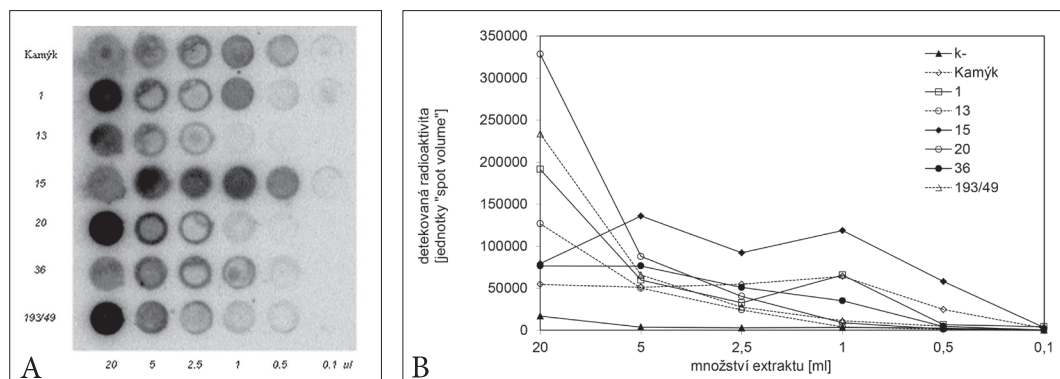 Kamýk
1
13
15
20
36
193/49
20 5 2.5 1 0.5 0.1 ul
A
detekovaná radioaktivita
[jednotky "spot volume"]
350000
300000
250000
200000
150000
100000
50000
0
20 5 2,5 1 0,5 0,1
množství extraktu [ml]
k-
Kamýk
1
13
15
20
36
193/49
B